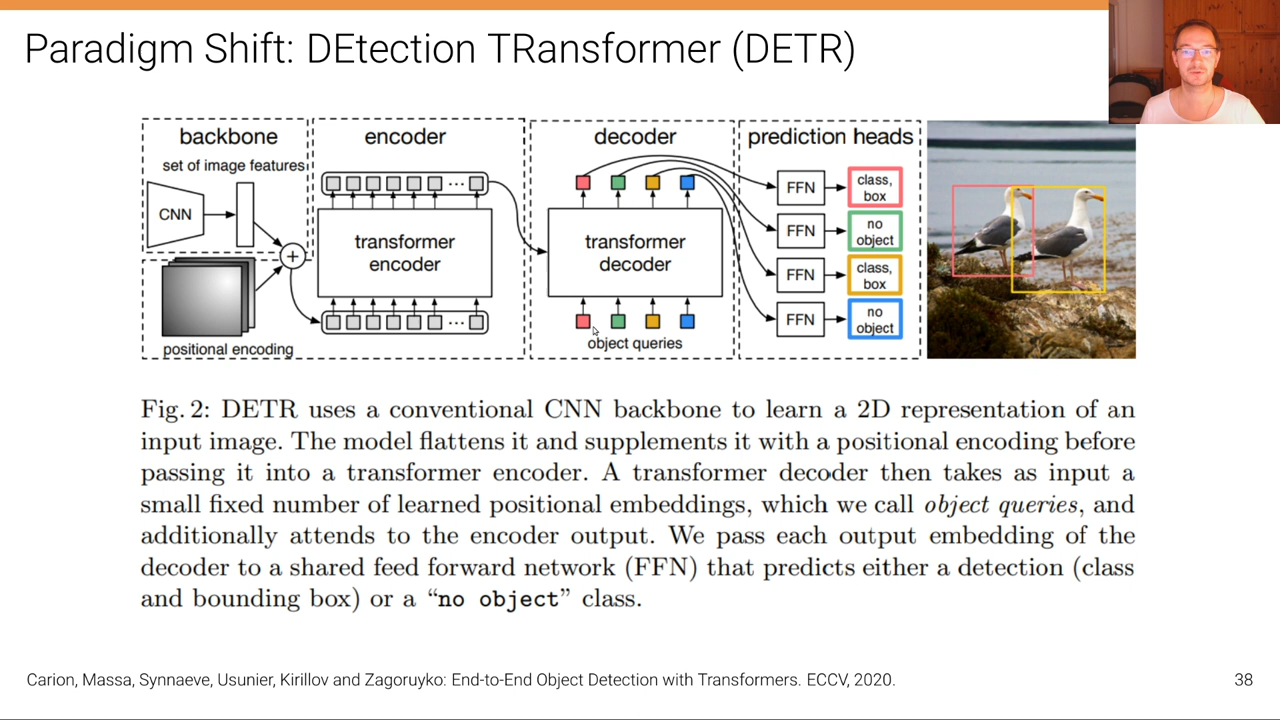 Paradigm Shift: DEtection TRansformer (DETR)
backbone
set of image features
CNN
+
positional encoding
encoder
...
transformer
encoder
...
decoder
transformer
decoder
object queries
prediction heads
FFN
class,
box
FFN
no
object
FFN
class,
box
FFN
no
object
Fig. 2: DETR uses a conventional CNN backbone to learn a 2D representation of an
input image. The model flattens it and supplements it with a positional encoding before
passing it into a transformer encoder. A transformer decoder then takes as input a
small fixed number of learned positional embeddings, which we call object queries, and
additionally attends to the encoder output. We pass each output embedding of the
decoder to a shared feed forward network (FFN) that predicts either a detection (class
and bounding box) or a “no object” class.
Carion, Massa, Synnaeve, Usunier, Kirillov and Zagoruyko: End-to-End Object Detection with Transformers. ECCV, 2020.
38